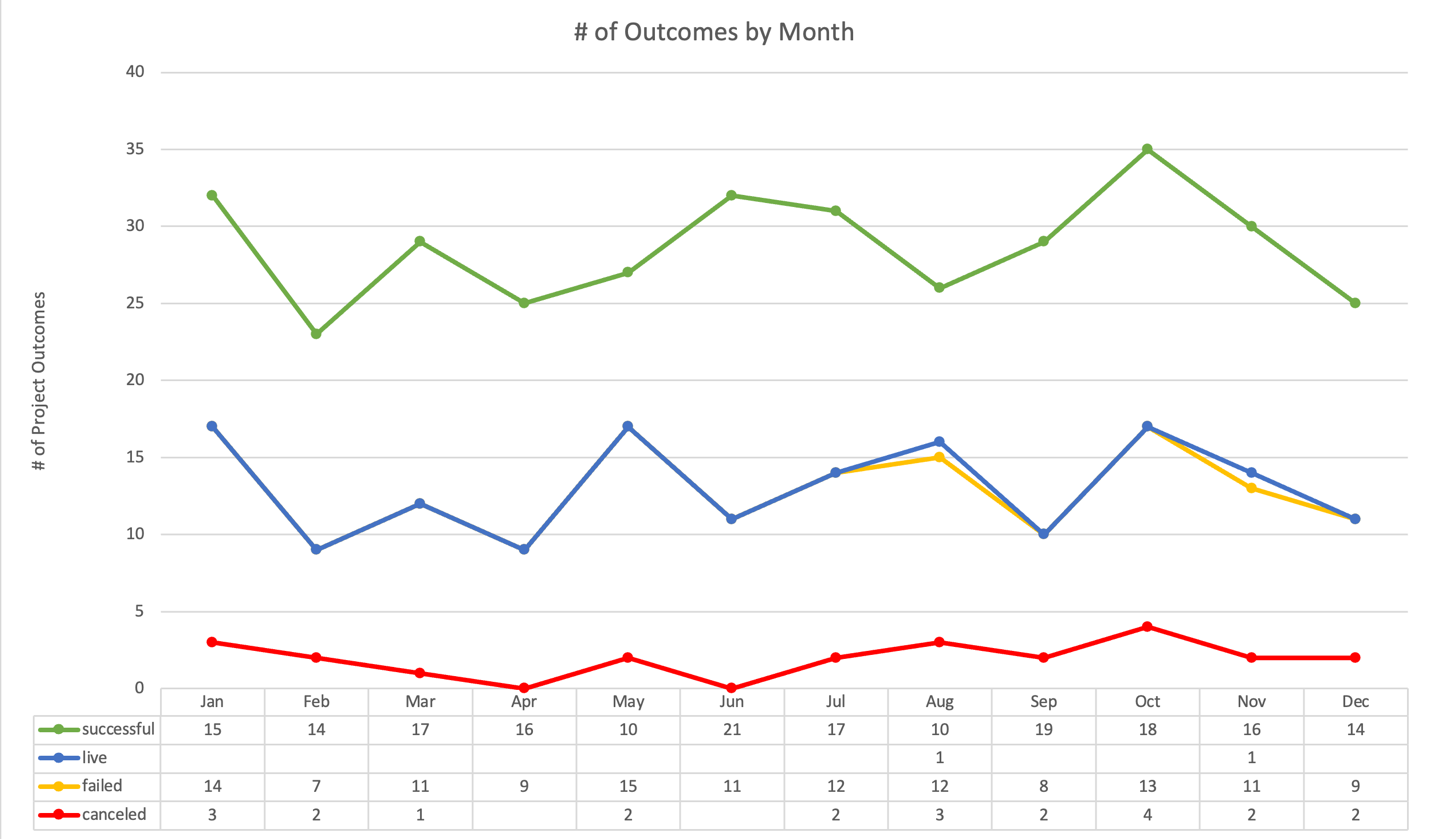 # of Outcomes by Month
# of Project Outcomes
40
35
30
25
20
15
10
5
0
Jan Feb Mar Apr May Jun Jul Aug Sep Oct Nov Dec
successful 15 14 17 16 10 21 17 10 19 18 16 14
live 1 1
failed 14 7 11 9 15 11 12 12 8 13 11 9
canceled 3 2 1 2 2 3 2 4 2 2